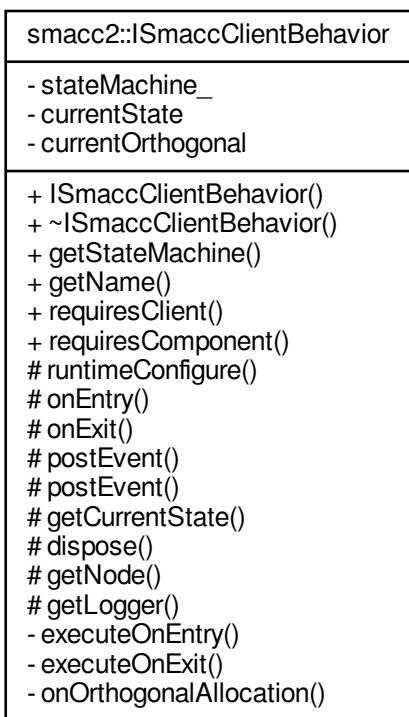 smacc2::ISmaccClientBehavior
- stateMachine_
- currentState
- currentOrthogonal
+ ISmaccClientBehavior()
+ ~ISmaccClientBehavior()
+ getStateMachine()
+ getName()
+ requiresClient()
+ requiresComponent()
# runtimeConfigure()
# onEntry()
# onExit()
# postEvent()
# postEvent()
# getCurrentState()
# dispose()
# getNode()
# getLogger()
- executeOnEntry()
- executeOnExit()
- onOrthogonalAllocation()